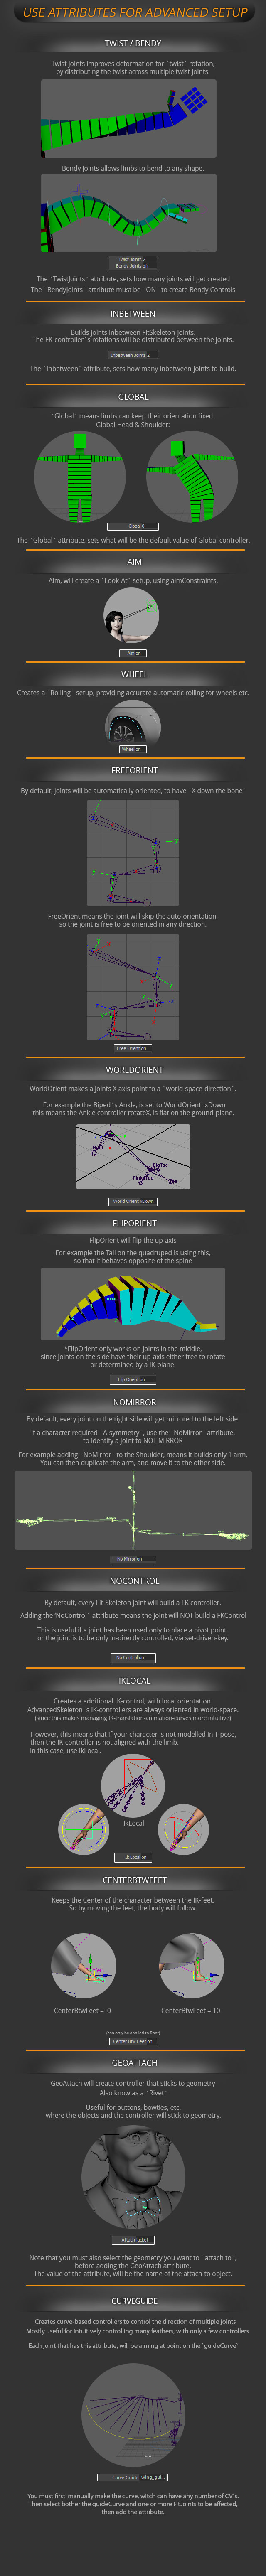 USE ATTRIBUTES FOR ADVANCED SETUP
TWIST / BENDY
Twist joints improves deformation for ´twist´ rotation,
by distributing the twist across multiple twist joints.
Bendy joints allows limbs to bend to any shape.
Twist Joints 2
Bendy Joints off
The ´TwistJoints´ attribute, sets how many joints will get created
The ´BendyJoints´ attribute must be ´ON´ to create Bendy Controls
INBETWEEN
Builds joints inbetween FitSkeleton-joints.
The FK-controller´s rotations will be distributed between the joints.
Inbetween Joints 2
The ´Inbetween´ attribute, sets how many inbetween-joints to build.
GLOBAL
´Global´ means limbs can keep their orientation fixed.
Global Head & Shoulder:
Global 0
The ´Global´ attribute, sets what will be the default value of Global controller.
AIM
Aim, will create a ´Look-At´ setup, using aimConstraints.
Aim on
WHEEL
Creates a ´Rolling´ setup, providing accurate automatic rolling for wheels etc.
Wheel on
FREEORIENT
By default, joints will be automatically oriented, to have ´X down the bone´
FreeOrient means the joint will skip the auto-orientation,
so the joint is free to be oriented in any direction.
Free Orient on
WORLDORIENT
WorldOrient makes a joints X axis point to a ´world-space-direction´.
For example the Biped´s Ankle, is set to WorldOrient=xDown
this means the Ankle controller rotateX, is flat on the ground-plane.
World Orient xDown
FLIPORIENT
FlipOrient will flip the up-axis
For example the Tail on the quadruped is using this,
so that it behaves opposite of the spine
*FlipOrient only works on joints in the middle,
since joints on the side have their up-axis either free to rotate
or determined by a IK-plane.
Flip Orient on
NOMIRROR
By default, every joint on the right side will get mirrored to the left side.
If a character required ´A-symmetry´, use the ´NoMirror´ attribute,
to identify a joint to NOT MIRROR
For example adding ´NoMirror´ to the Shoulder, means it builds only 1 arm.
You can then duplicate the arm, and move it to the other side.
No Mirror on
NOCONTROL
By default, every Fit-Skeleton joint will build a FK controller.
Adding the 'NoControl´ attribute means the joint will NOT build a FKControl
This is useful if a joint has been used only to place a pivot point,
or the joint is to be only in-directly controlled, via set-driven-key.
No Control on
IKLOCAL
Creates a additional IK-control, with local orientation.
AdvancedSkeleton´s IK-controllers are always oriented in world-space.
(since this makes managing IK-translation-animation-curves more intuitive)
However, this means that if your character is not modelled in T-pose,
then the IK-controller is not aligned with the limb.
In this case, use IkLocal.
IkLocal
Ik Local on
CENTERBTWFEET
Keeps the Center of the character between the IK-feet.
So by moving the feet, the body will follow.
CenterBtwFeet = 0
CenterBtwFeet = 10
(can only be applied to Root)
Center Btw Feet on
GEOATTACH
GeoAttach will create controller that sticks to geometry
Also known as a ´Rivet´
Useful for buttons, bowties, etc.
where the objects and the controller will stick to geometry.
Attach jacket
Note that you must also select the geometry you want to ´attach to´,
before adding the GeoAttach attribute.
The value of the attribute, will be the name of the attach-to object.
CURVEGUIDE
Creates curve-based controllers to control the direction of multiple joints
Mostly useful for intuitively controlling many feathers, with only a few controllers
Each joint that has this attribute, will be aiming at point on the ´guideCurve´
Curve Guide wing_gui...
You must first manually make the curve, witch can have any number of CV´s.
Then select bother the guideCurve and one or more FitJoints to be affected,
then add the attribute.